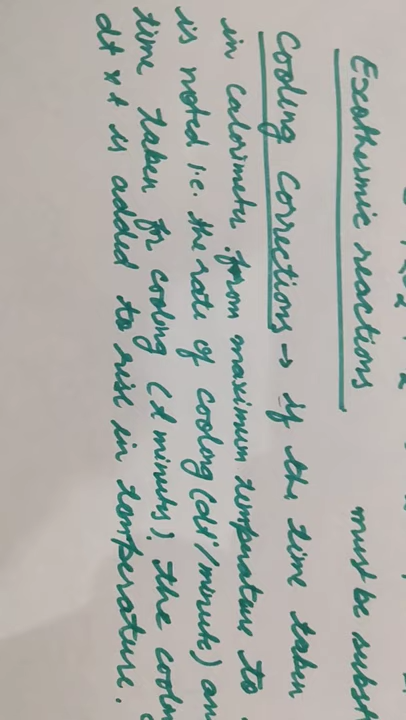 must be subst
Exothermic reactions
Cooling Corrections → if the time taken
in calorimeter from maximum temperature to
is noted i.e. the rate of cooling (dt/minute) an
time taken for cooling (t minutes). the coolin
dt x t is added to rise in temperature.